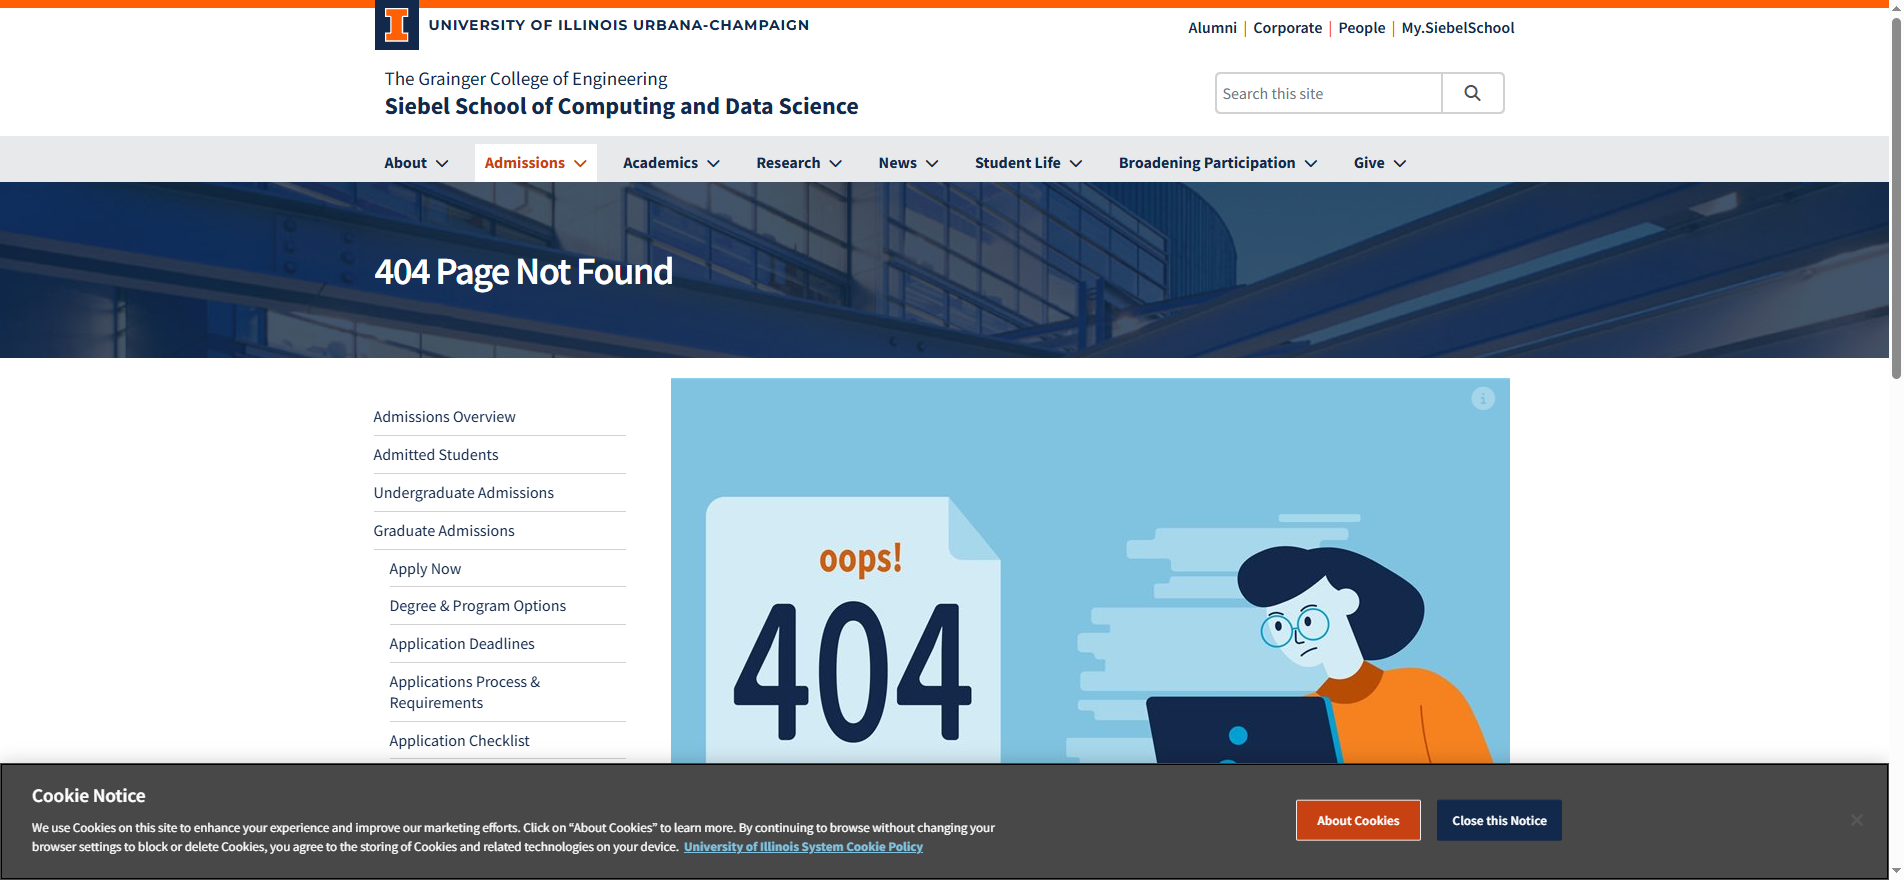 UNIVERSITY OF ILLINOIS URBANA-CHAMPAIGN
Alumni | Corporate | People | My.SiebelSchool
The Grainger College of Engineering
Siebel School of Computing and Data Science
Search this site
About Admissions Academics Research News Student Life Broadening Participation Give
404 Page Not Found
Admissions Overview
Admitted Students
Undergraduate Admissions
Graduate Admissions
Apply Now
Degree & Program Options
Application Deadlines
Applications Process &
Requirements
Application Checklist
oops!
404
Cookie Notice
We use Cookies on this site to enhance your experience and improve our marketing efforts. Click on “About Cookies” to learn more. By continuing to browse without changing your
browser settings to block or delete Cookies, you agree to the storing of Cookies and related technologies on your device. University of Illinois System Cookie Policy
About Cookies
Close this Notice